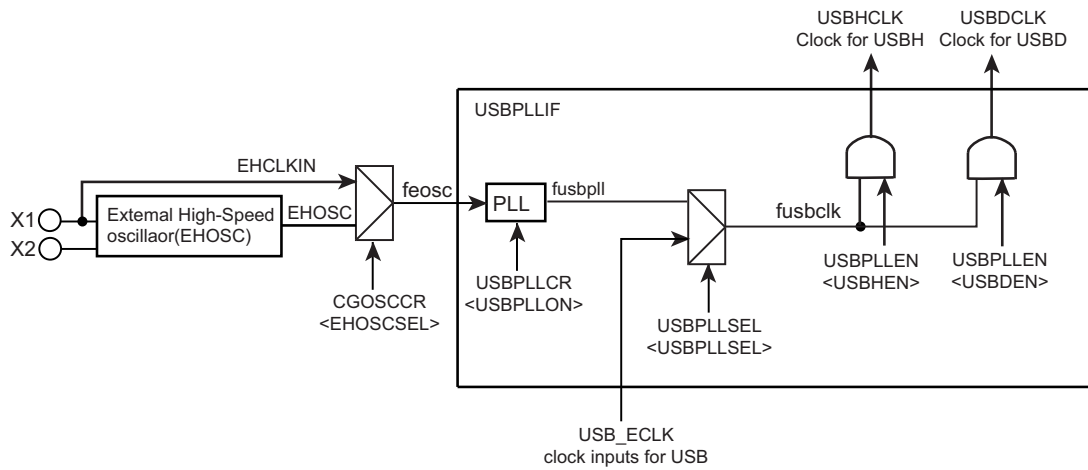 USBHCLK
Clock for USBH
USBDCLK
Clock for USBD
USBPLLIF
EHCLKIN
X1
X2
Extemal High-Speed
oscillaor(EHOSC)
EHOSC
feosc
PLL
fusbpll
fusbclk
CGOSCCR
<EHOSCSEL>
USBPLLCR
<USBPLLON>
USBPLLSEL
<USBPLLSEL>
USBPLLEN
<USBHEN>
USBPLLEN
<USBDEN>
USB_ECLK
clock inputs for USB